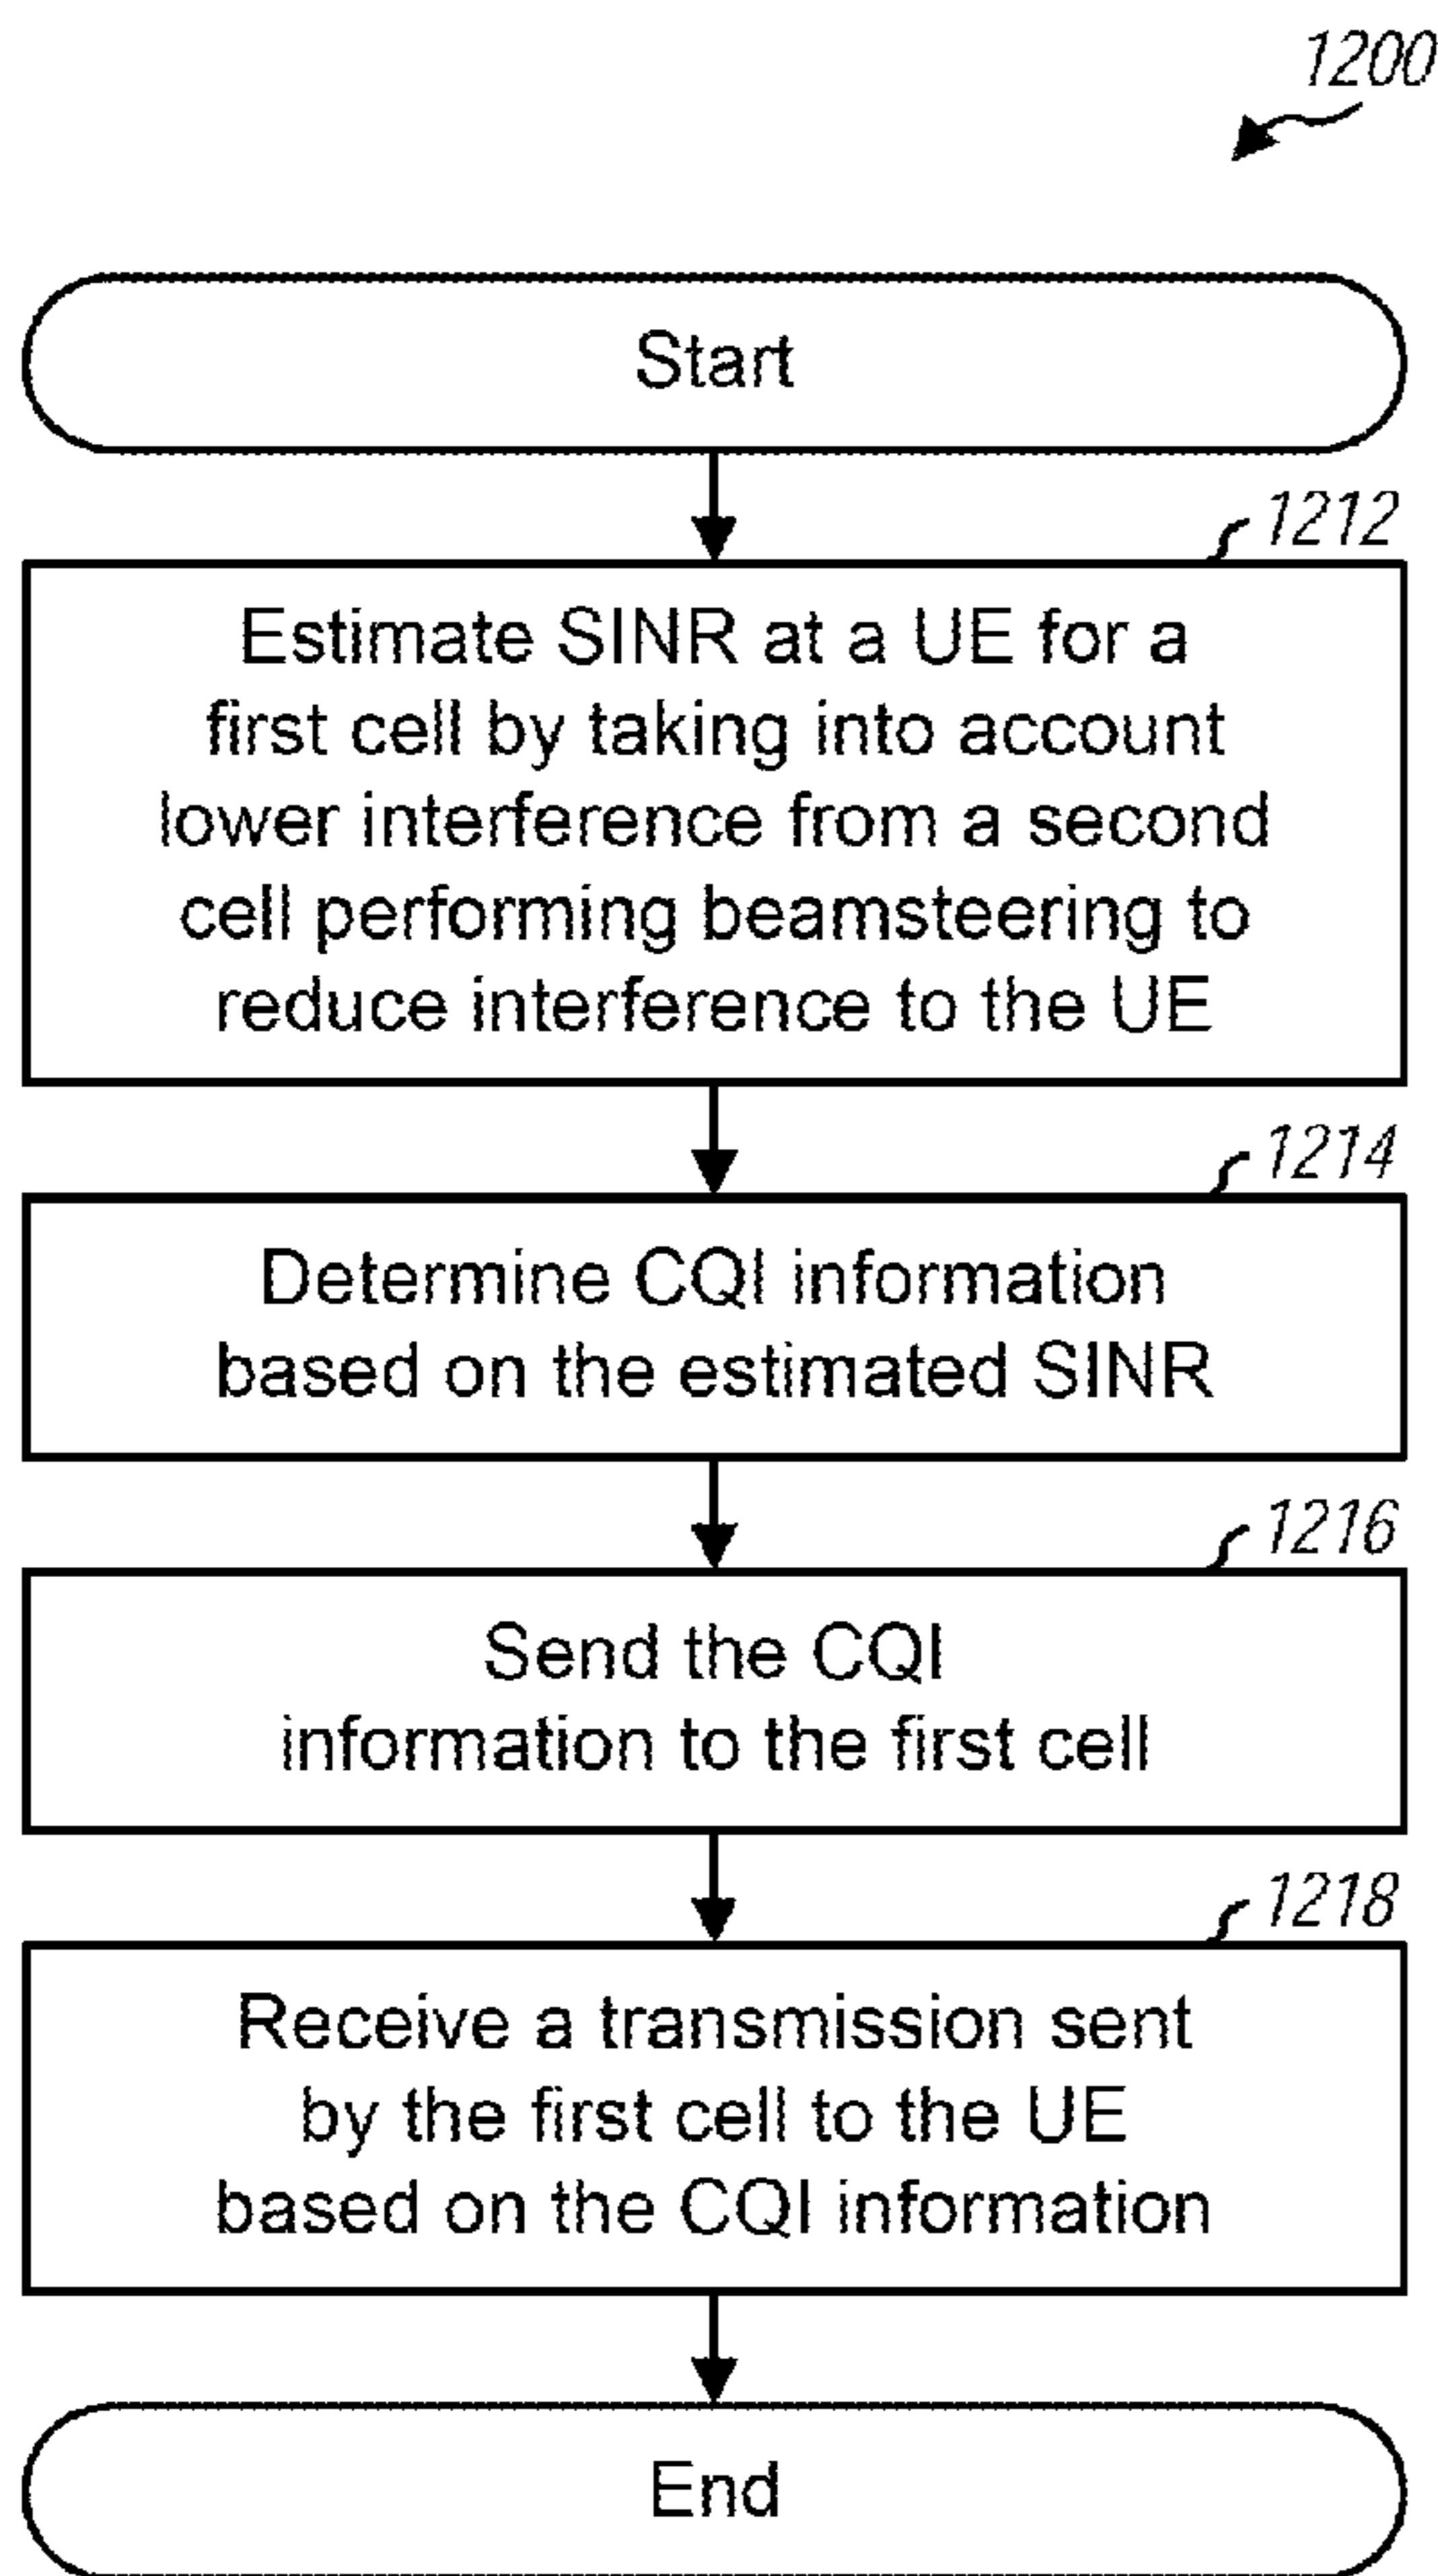 1200
Start
1212
Estimate SINR at a UE for a
first cell by taking into account
lower interference from a second
cell performing beamsteering to
reduce interference to the UE
1214
Determine CQI information
based on the estimated SINR
1216
Send the CQI
information to the first cell
1218
Receive a transmission sent
by the first cell to the UE
based on the CQI information
End